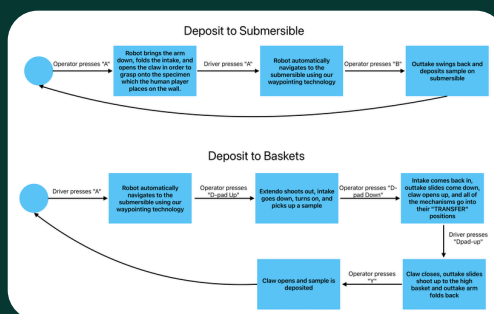 Deposit to Submersible
Operator presses "A"
Robot brings the arm
down, folds the intake, and
opens the claw in order to
grasp onto the specimen
which the human player
places on the wall.
Driver presses "A"
Robot automatically
navigates to the
submersible using our
waypointing technology
Operator presses "B"
Outtake swings back and
deposits sample on
submersible
Deposit to Baskets
Driver presses "A"
Robot automatically
navigates to the
submersible using our
waypointing technology
Operator presses
"D-pad Up"
Extendo shoots out, intake
goes down, turns on, and
picks up a sample
Operator presses "D-
pad Down"
Intake comes back in,
outtake slides come down,
claw opens up, and all of
the mechanisms go into
their "TRANSFER"
positions
Driver presses
"Dpad-up"
Claw closes, outtake slides
shoot up to the high
basket and outtake arm
folds back
Operator presses
"Y"
Claw opens and sample is
deposited